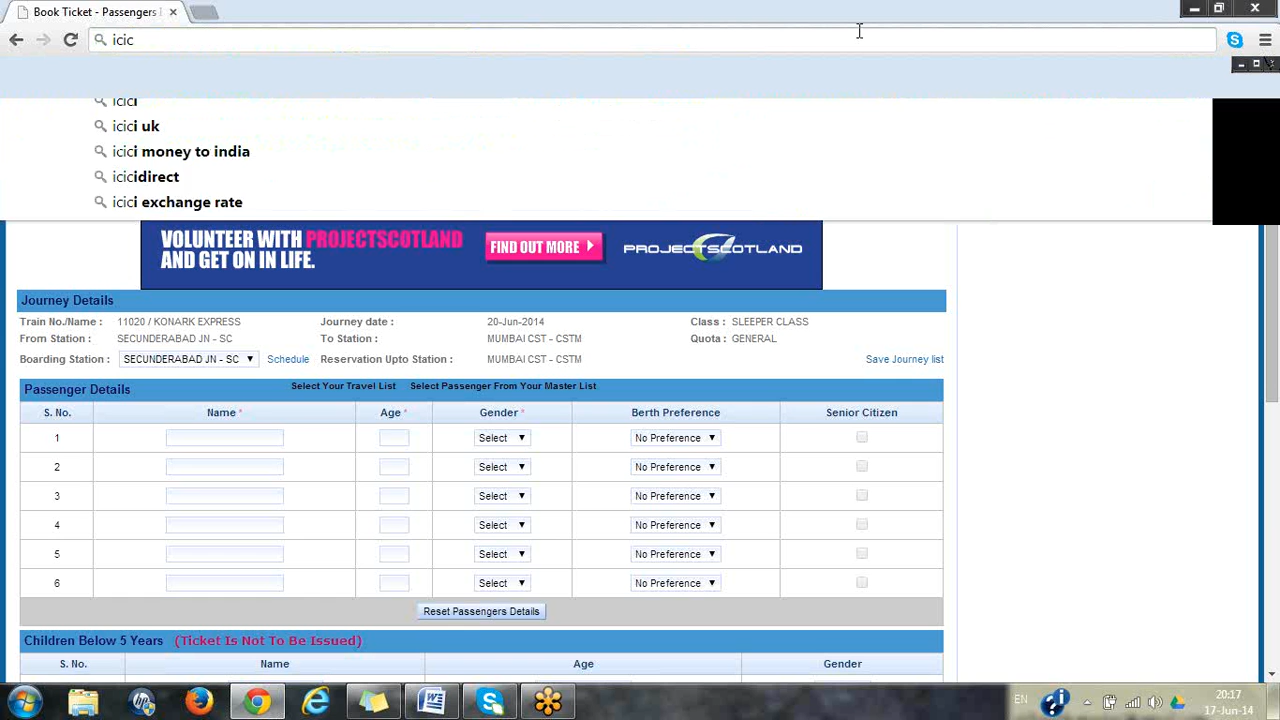 Book Ticket - Passengers
icic
icici
icici uk
icici money to india
icicidirect
icici exchange rate
VOLUNTEER WITH PROJECTSCOTLAND
AND GET ON IN LIFE.
FIND OUT MORE
PROJECTSCOTLAND
Journey Details
Train No./Name : 11020 / KONARK EXPRESS Journey date : 20-Jun-2014 Class : SLEEPER CLASS
From Station : SECUNDERABAD JN - SC To Station : MUMBAI CST - CSTM Quota : GENERAL
Boarding Station : SECUNDERABAD JN - SC Schedule Reservation Upto Station : MUMBAI CST - CSTM Save Journey list
Passenger Details Select Your Travel List Select Passenger From Your Master List
S. No. Name * Age * Gender * Berth Preference Senior Citizen
1 Select No Preference
2 Select No Preference
3 Select No Preference
4 Select No Preference
5 Select No Preference
6 Select No Preference
Reset Passengers Details
Children Below 5 Years (Ticket Is Not To Be Issued)
S. No. Name Age Gender
EN 20:17
17-Jun-14